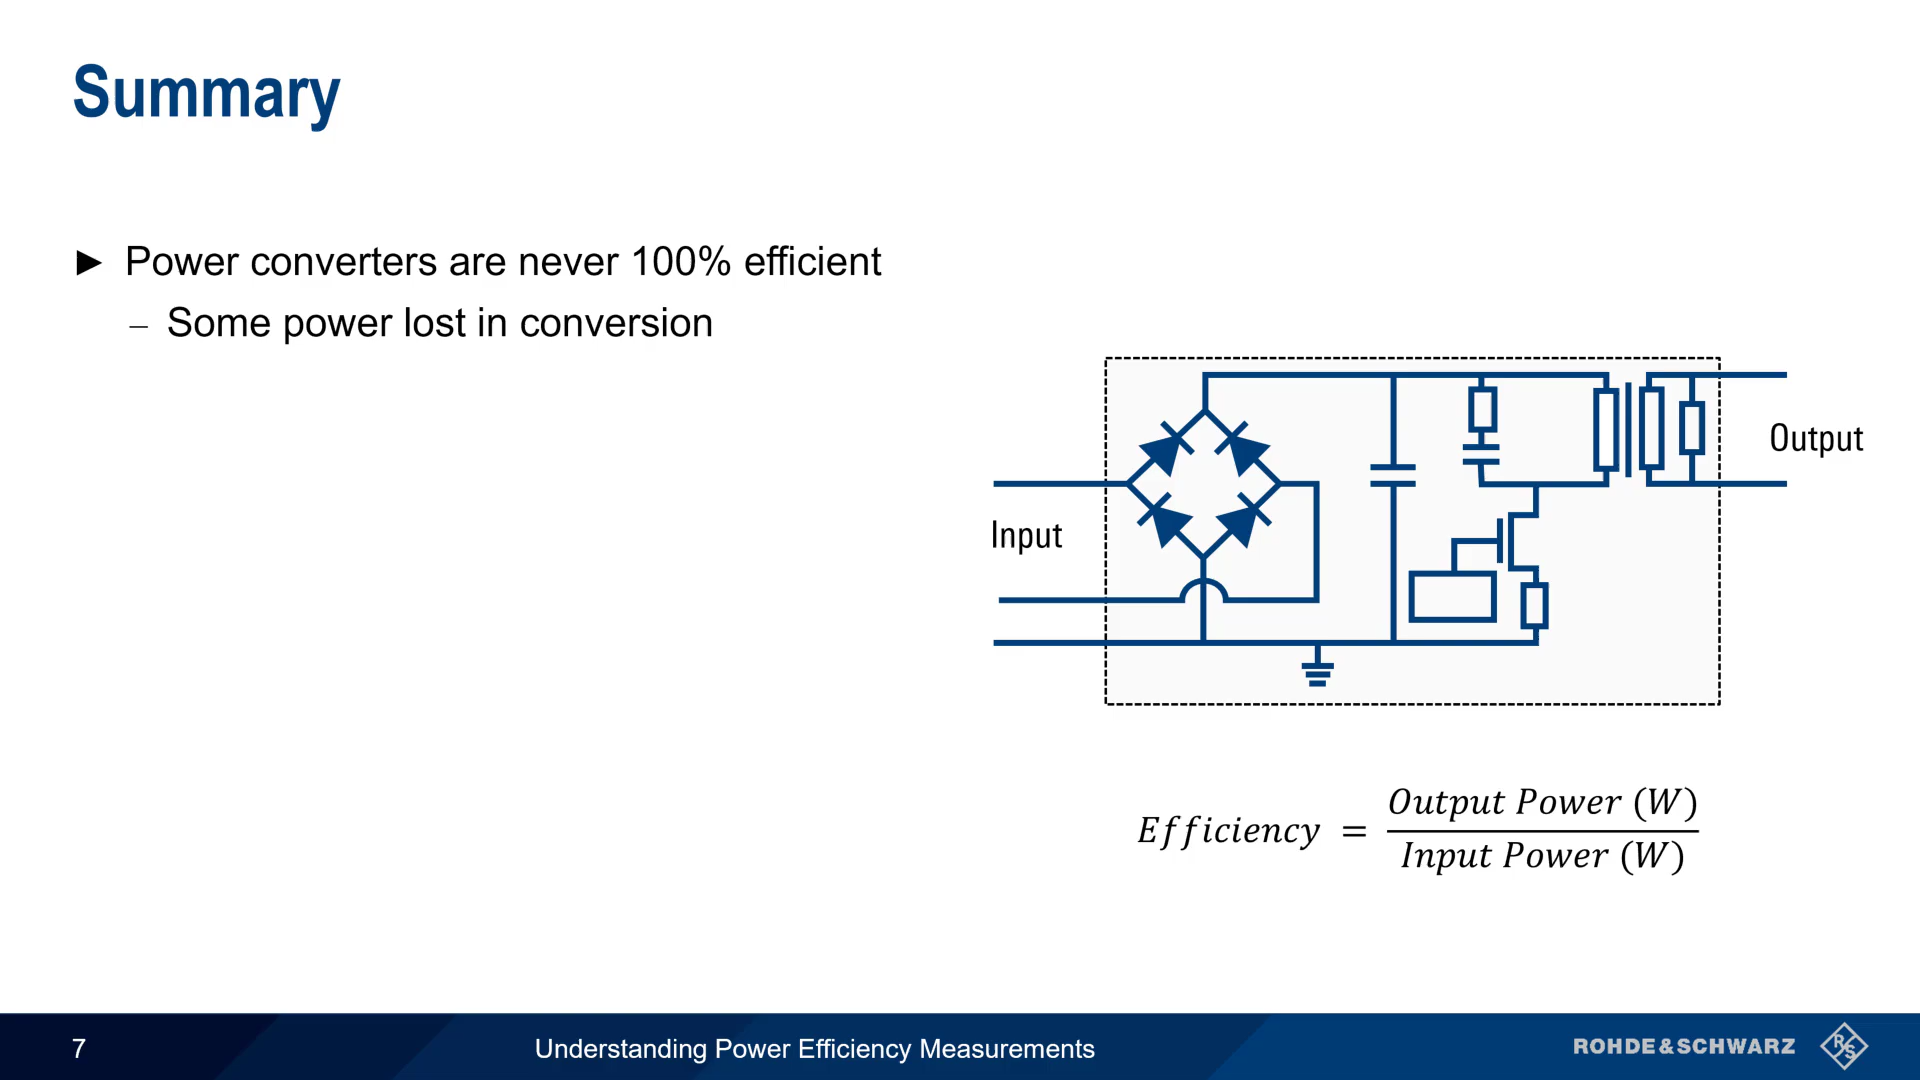 Summary
► Power converters are never 100% efficient
– Some power lost in conversion
Output
Input
Efficiency = Output Power (W) / Input Power (W)
7
Understanding Power Efficiency Measurements
ROHDE&SCHWARZ
R S